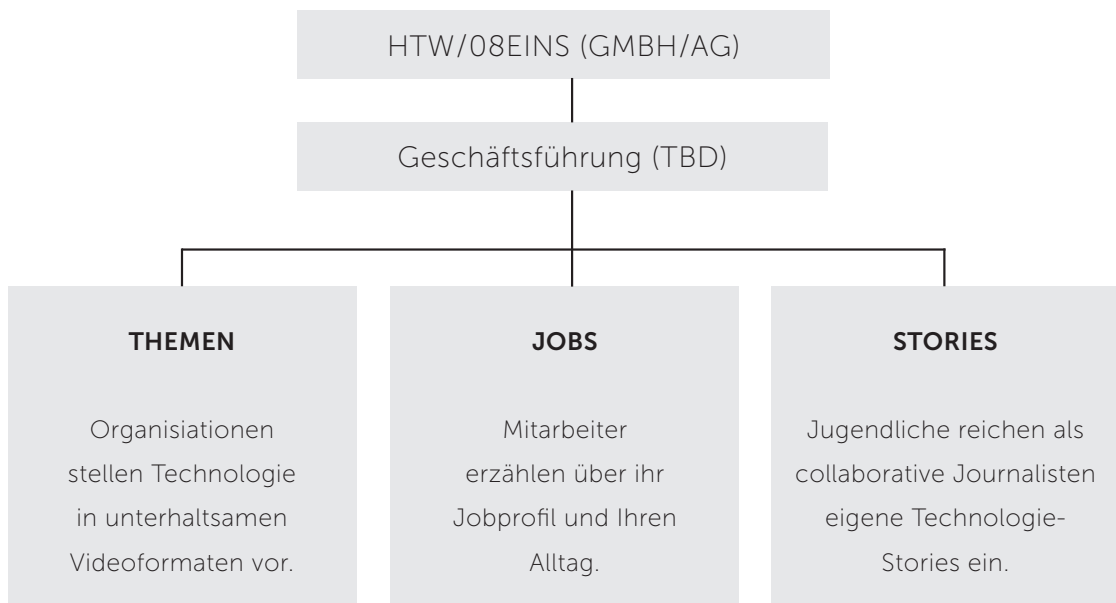 HTW/08EINS (GMBH/AG)
Geschäftsführung (TBD)
THEMEN
Organisiationen
stellen Technologie
in unterhaltsamen
Videoformaten vor.
JOBS
Mitarbeiter
erzählen über ihr
Jobprofil und Ihren
Alltag.
STORIES
Jugendliche reichen als
collaborative Journalisten
eigene Technologie-
Stories ein.